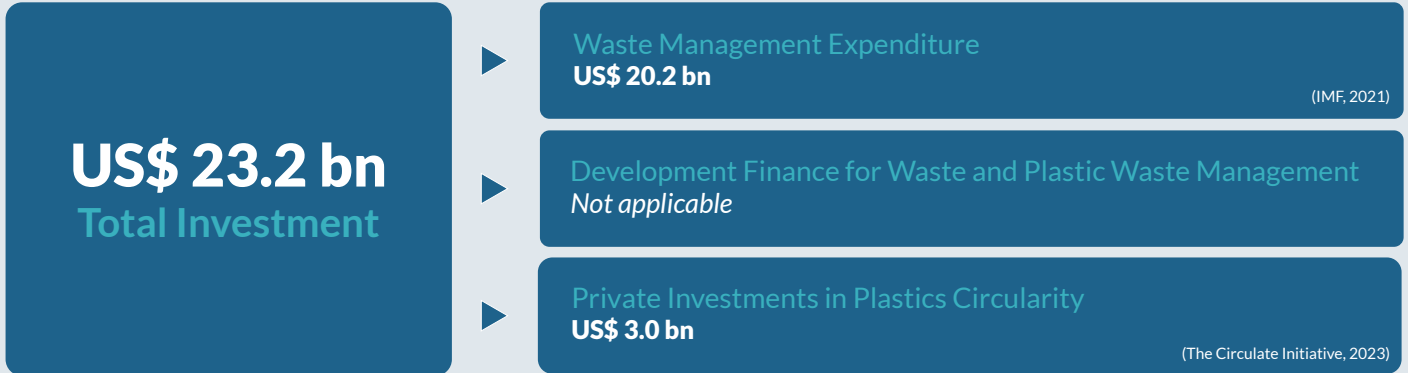 US$ 23.2 bn
Total Investment
Waste Management Expenditure
US$ 20.2 bn
(IMF, 2021)
Development Finance for Waste and Plastic Waste Management
Not applicable
Private Investments in Plastics Circularity
US$ 3.0 bn
(The Circulate Initiative, 2023)